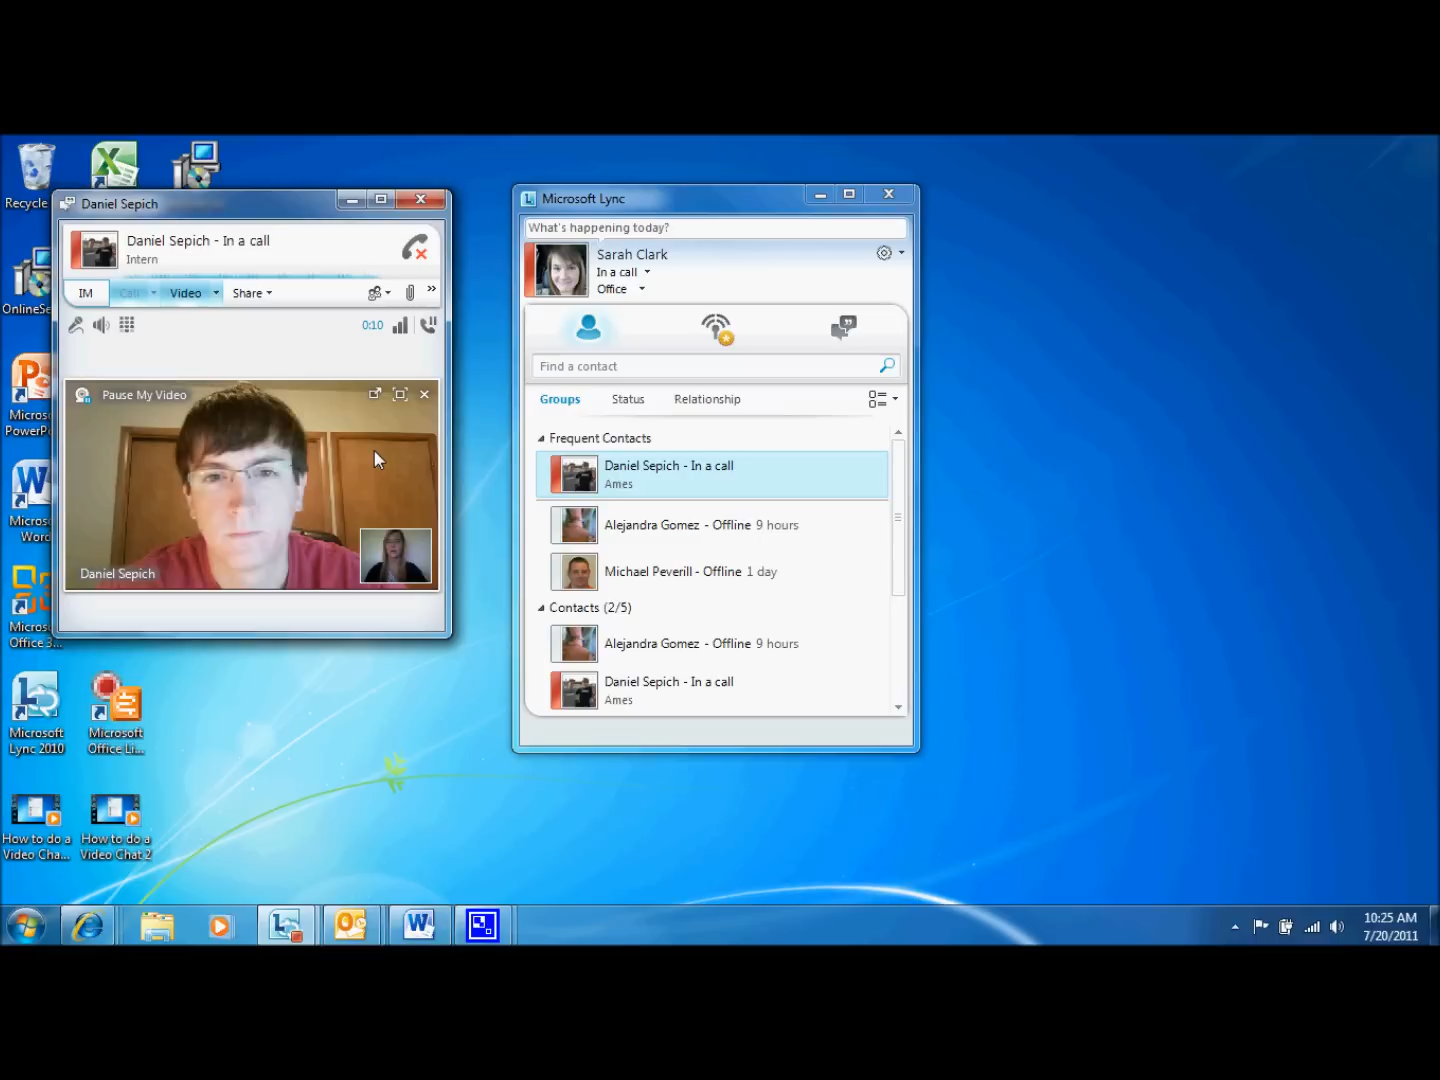 Recycle
OnlineSe
Micros
PowerPo
Micros
Word
Micros
Office 3...
Microsoft
Lync 2010
Microsoft
Office Li...
How to do a
Video Cha...
How to do a
Video Chat 2
Daniel Sepich
Daniel Sepich - In a call
Intern
IM
Call
Video
Share
0:10
Pause My Video
Daniel Sepich
Microsoft Lync
What's happening today?
Sarah Clark
In a call
Office
Find a contact
Groups
Status
Relationship
Frequent Contacts
Daniel Sepich - In a call
Ames
Alejandra Gomez - Offline 9 hours
Michael Peverill - Offline 1 day
Contacts (2/5)
Alejandra Gomez - Offline 9 hours
Daniel Sepich - In a call
Ames
10:25 AM
7/20/2011